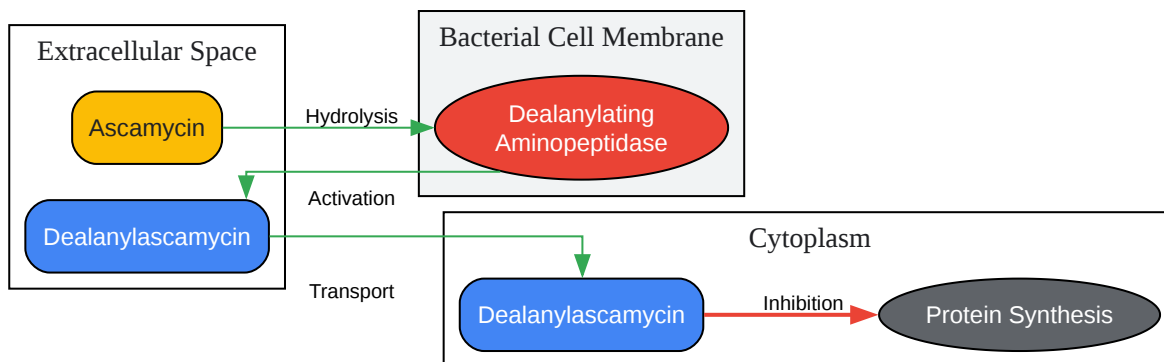 Extracellular Space
Bacterial Cell Membrane
Ascamycin
Hydrolysis
Dealanylating
Aminopeptidase
Activation
Dealanylascamycin
Cytoplasm
Transport
Dealanylascamycin
Inhibition
Protein Synthesis